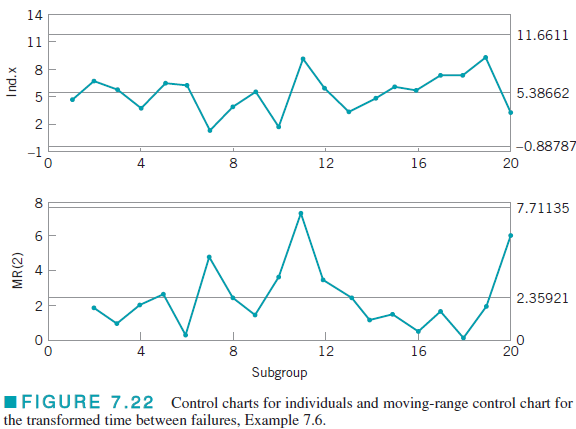 14
11
8
5
2
−1
Ind.x
11.6611
5.38662
−0.88787
0 4 8 12 16 20
8
6
4
2
0
MR(2)
7.71135
2.35921
0
0 4 8 12 16 20
Subgroup
FIGURE 7.22 Control charts for individuals and moving-range control chart for
the transformed time between failures, Example 7.6.